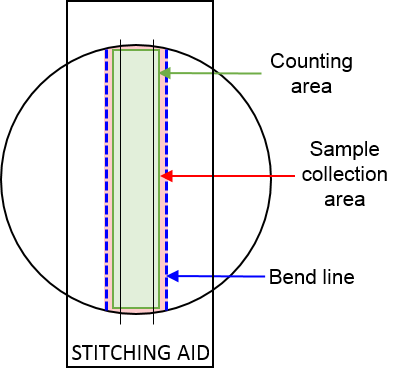 Counting
area
Sample
collection
area
Bend line
STITCHING AID